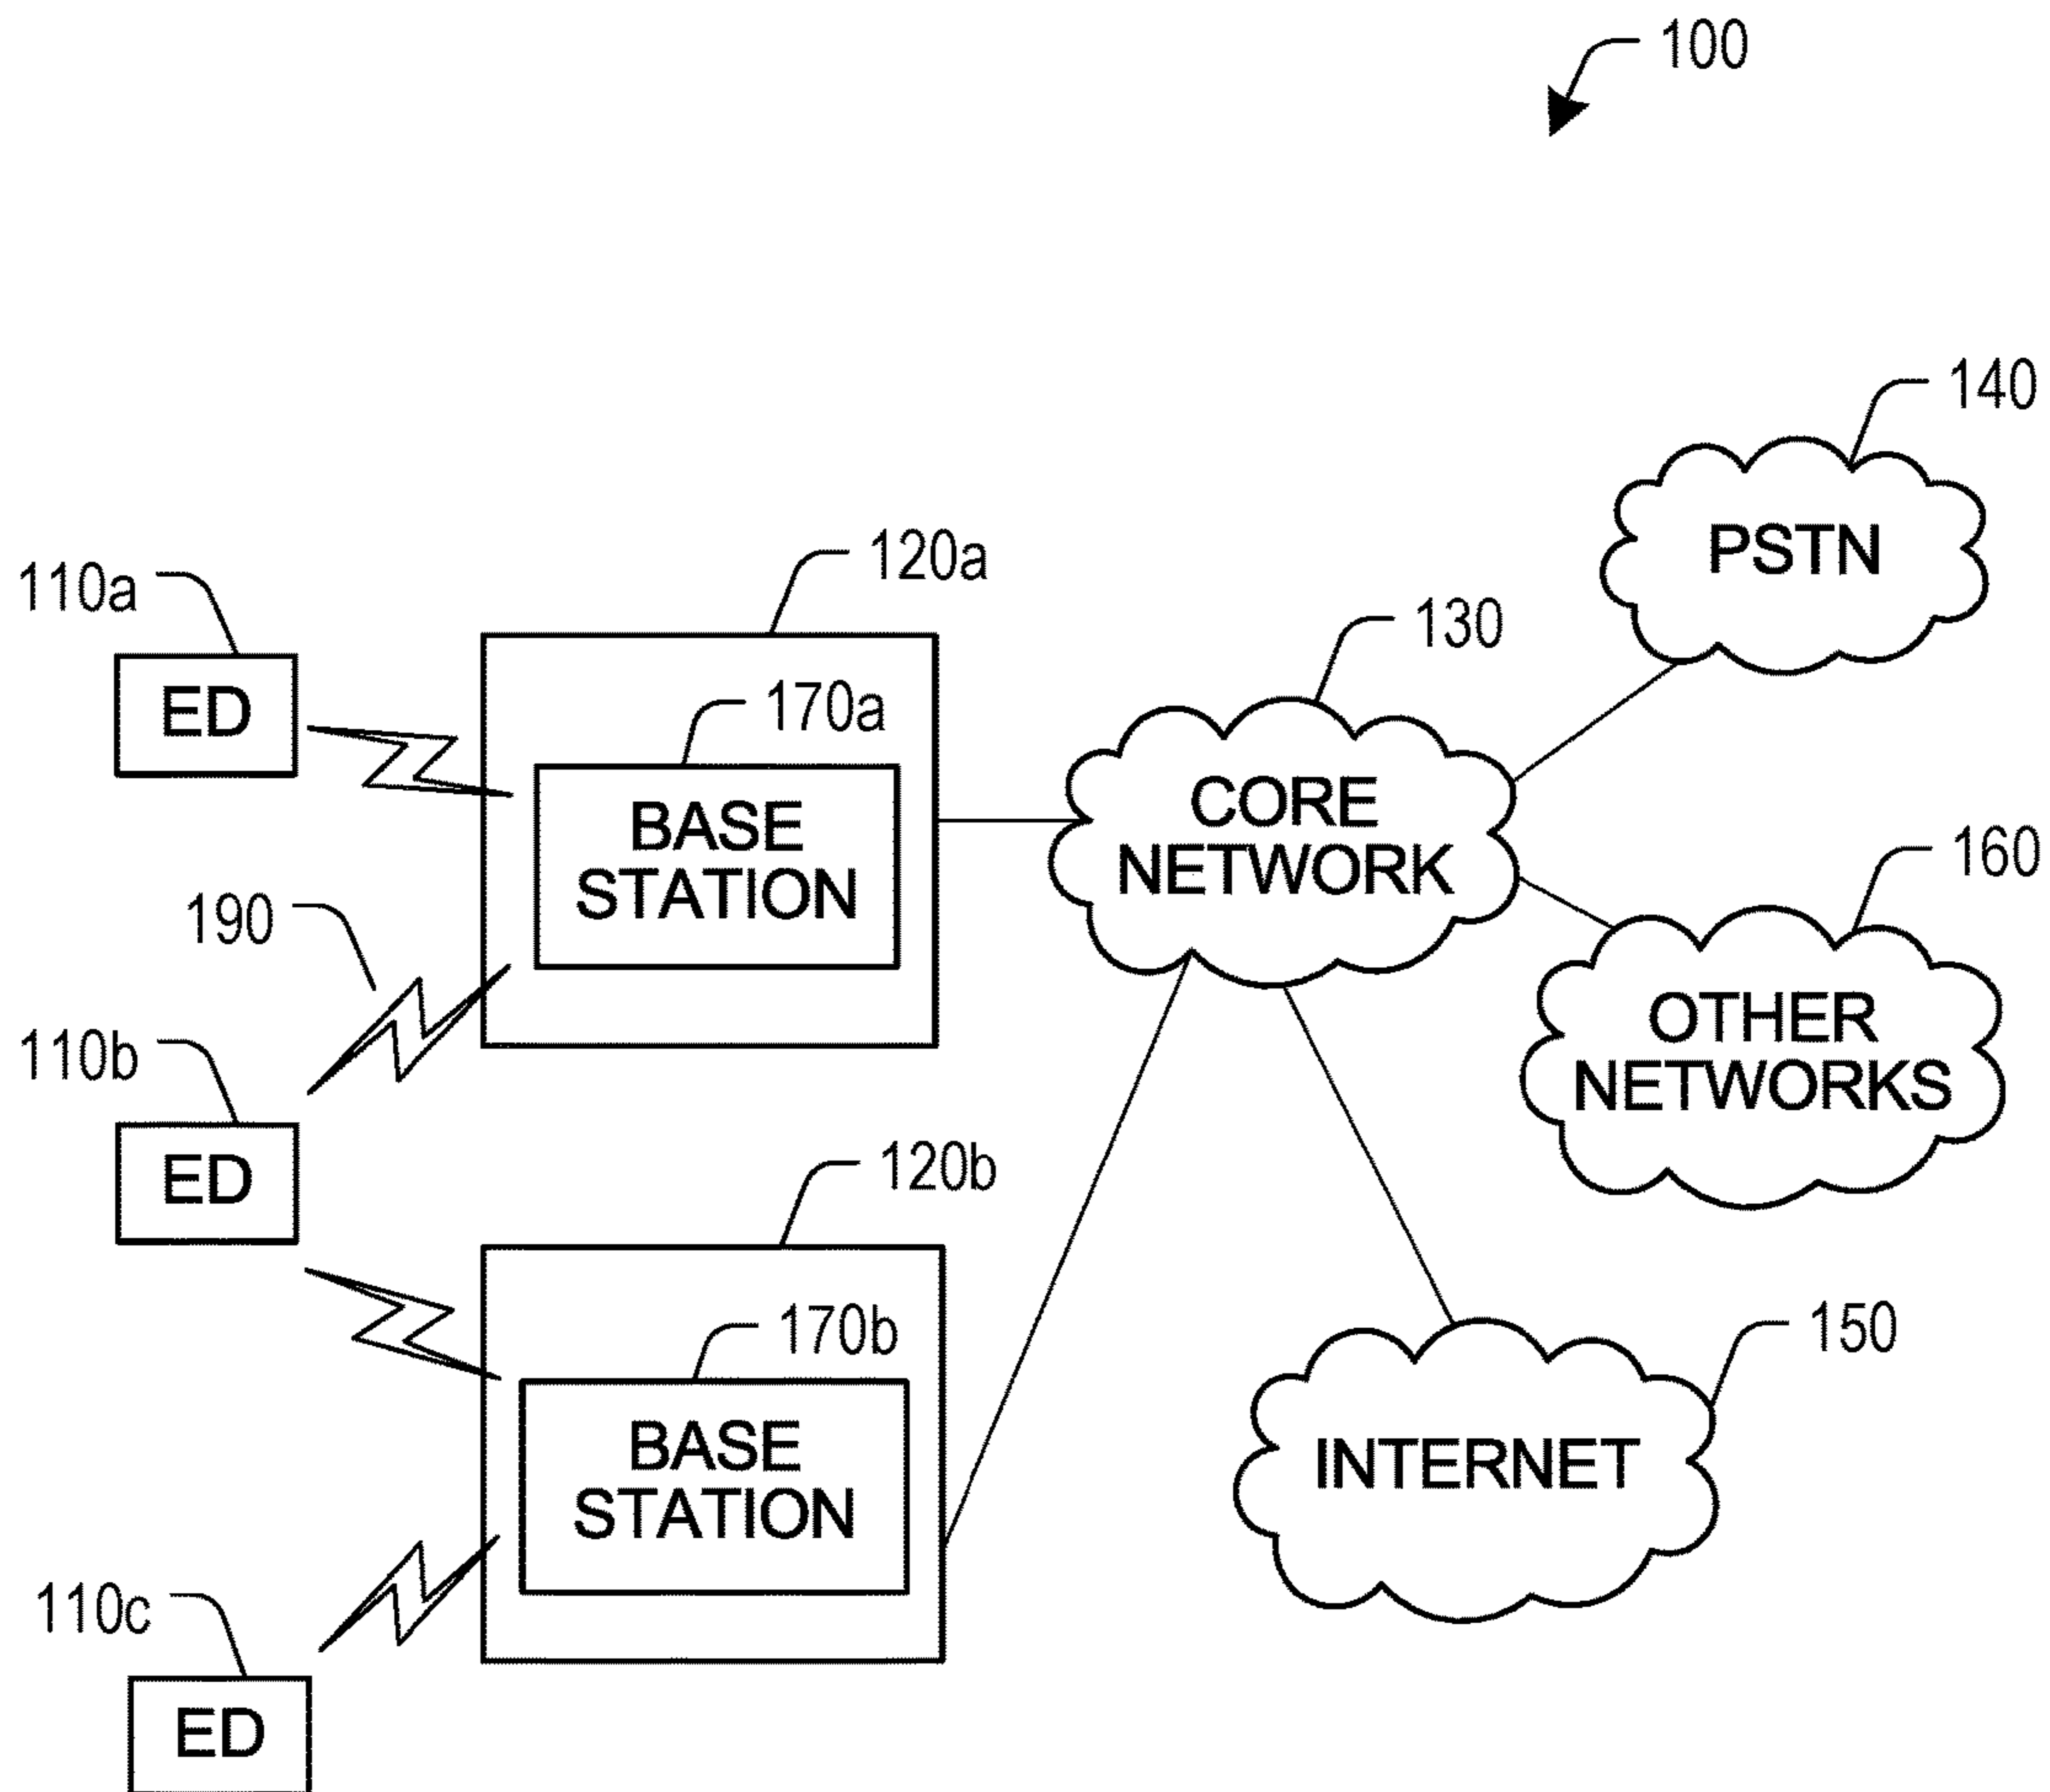 100
140
PSTN
120a
110a
ED
130
170a
BASE
STATION
CORE
NETWORK
160
OTHER
NETWORKS
190
110b
ED
120b
170b
BASE
STATION
150
INTERNET
110c
ED